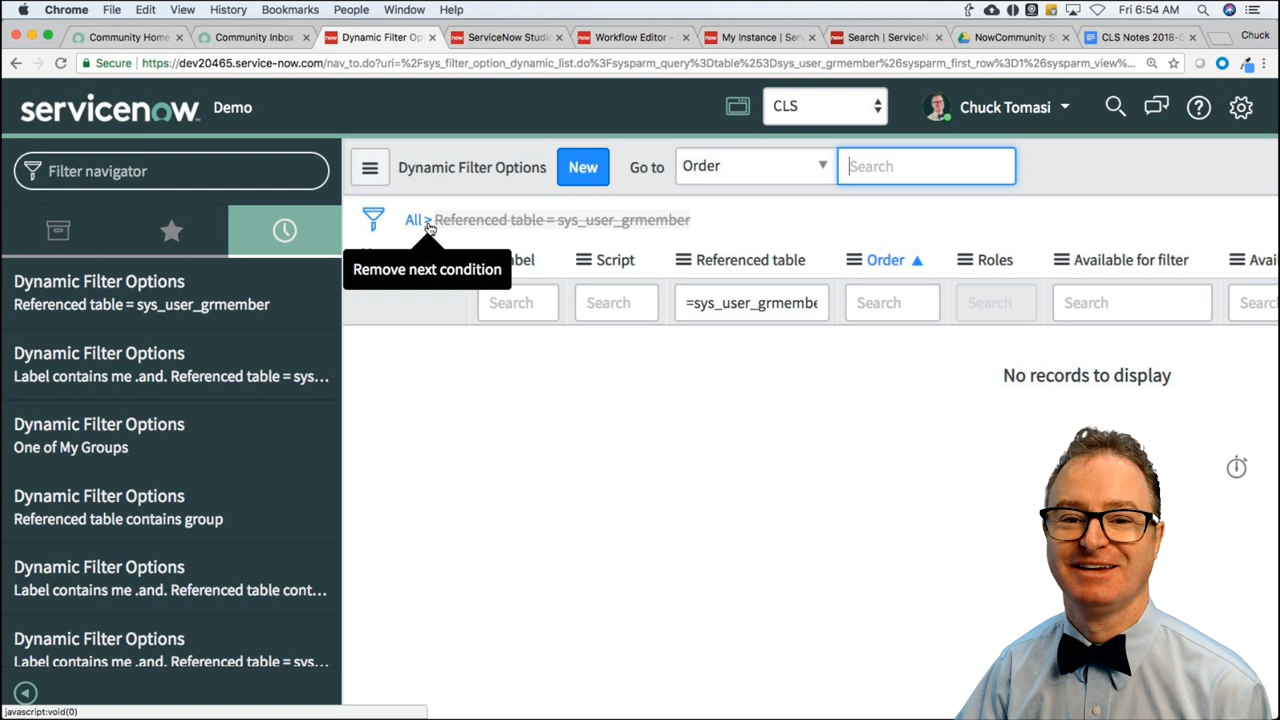 Chrome File Edit View History Bookmarks People Window Help Fri 6:54 AM
Community Home Community Inbox Dynamic Filter Op ServiceNow Studi Workflow Editor - My Instance | Serv Search | ServiceN NowCommunity S CLS Notes 2018-0 Chuck
Secure https://dev20465.service-now.com/nav_to.do?uri=%2Fsys_filter_option_dynamic_list.do%3Fsysparm_query%3Dtable%253Dsys_user_grmember%26sysparm_first_row%3D1%26sysparm_view%...
servicenow Demo CLS Chuck Tomasi
Filter navigator
Dynamic Filter Options New Go to Order Search
All > Referenced table = sys_user_grmember
Remove next condition
abel Script Referenced table Order Roles Available for filter Avai
Search Search =sys_user_grmembe Search Search Search Searc
No records to display
Dynamic Filter Options
Referenced table = sys_user_grmember
Dynamic Filter Options
Label contains me .and. Referenced table = sys...
Dynamic Filter Options
One of My Groups
Dynamic Filter Options
Referenced table contains group
Dynamic Filter Options
Label contains me .and. Referenced table cont...
Dynamic Filter Options
Label contains me .and. Referenced table = sys...
javascript:void(0)